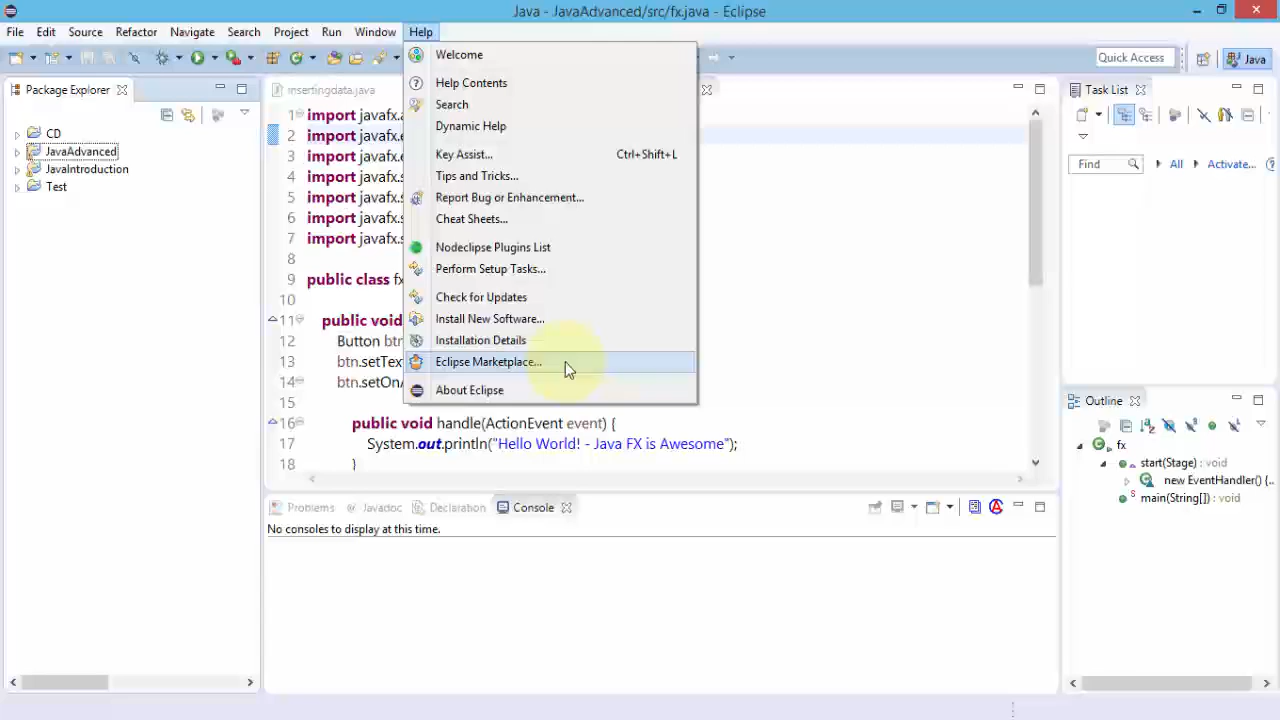 Java - JavaAdvanced/src/fx.java - Eclipse
File Edit Source Refactor Navigate Search Project Run Window Help
Quick Access
Java
Package Explorer
CD
JavaAdvanced
JavaIntroduction
Test
insertingdata.java
1 import javafx.
2 import javafx.
3 import javafx.
4 import javafx.s
5 import javafx.s
6 import javafx.s
7 import javafx.s
8
9 public class fx
10
11 public void
12 Button btn
13 btn.setTex
14 btn.setOn
15
16 public void handle(ActionEvent event) {
17 System.out.println("Hello World! - Java FX is Awesome");
18 }
Welcome
Help Contents
Search
Dynamic Help
Key Assist... Ctrl+Shift+L
Tips and Tricks...
Report Bug or Enhancement...
Cheat Sheets...
Nodeclipse Plugins List
Perform Setup Tasks...
Check for Updates
Install New Software...
Installation Details
Eclipse Marketplace...
About Eclipse
Task List
Find All Activate...
Outline
fx
start(Stage) : void
new EventHandler() {..
main(String[]) : void
Problems Javadoc Declaration Console
No consoles to display at this time.